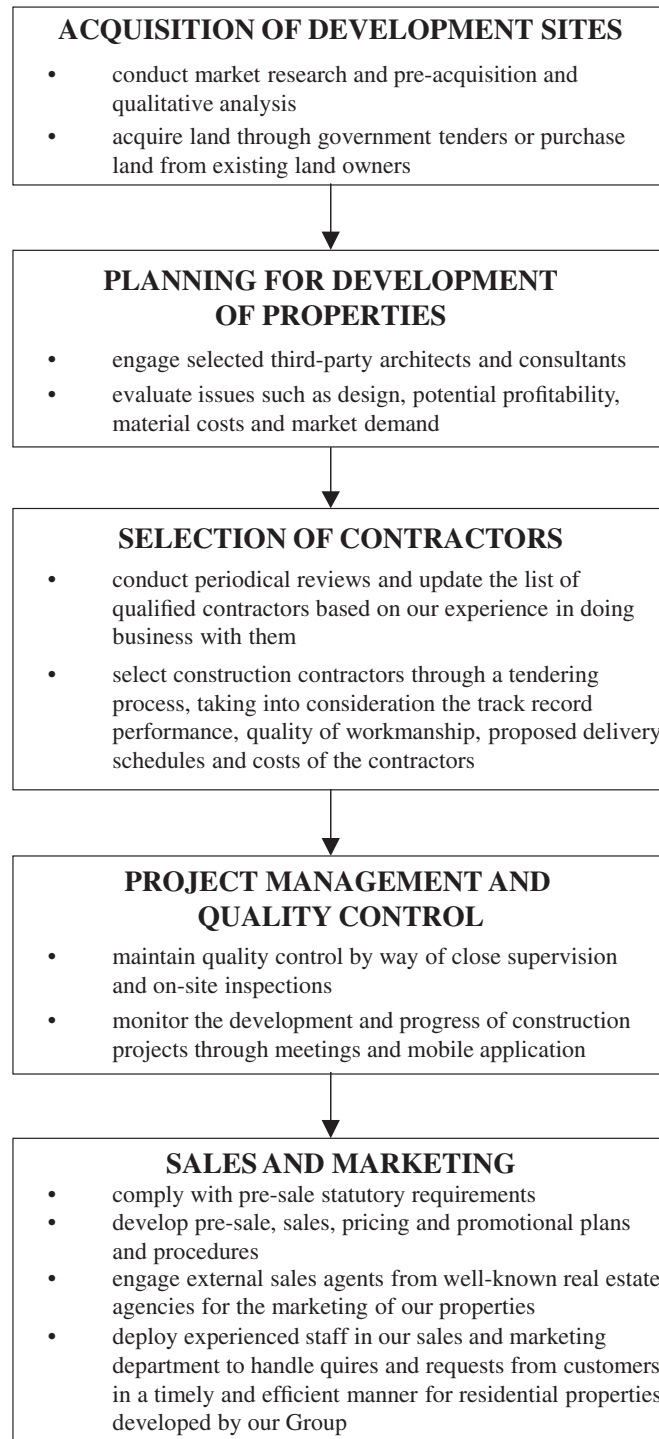 ACQUISITION OF DEVELOPMENT SITES
• conduct market research and pre-acquisition and
qualitative analysis
• acquire land through government tenders or purchase
land from existing land owners
PLANNING FOR DEVELOPMENT
OF PROPERTIES
• engage selected third-party architects and consultants
• evaluate issues such as design, potential profitability,
material costs and market demand
SELECTION OF CONTRACTORS
• conduct periodical reviews and update the list of
qualified contractors based on our experience in doing
business with them
• select construction contractors through a tendering
process, taking into consideration the track record
performance, quality of workmanship, proposed delivery
schedules and costs of the contractors
PROJECT MANAGEMENT AND
QUALITY CONTROL
• maintain quality control by way of close supervision
and on-site inspections
• monitor the development and progress of construction
projects through meetings and mobile application
SALES AND MARKETING
• comply with pre-sale statutory requirements
• develop pre-sale, sales, pricing and promotional plans
and procedures
• engage external sales agents from well-known real estate
agencies for the marketing of our properties
• deploy experienced staff in our sales and marketing
department to handle quires and requests from customers
in a timely and efficient manner for residential properties
developed by our Group